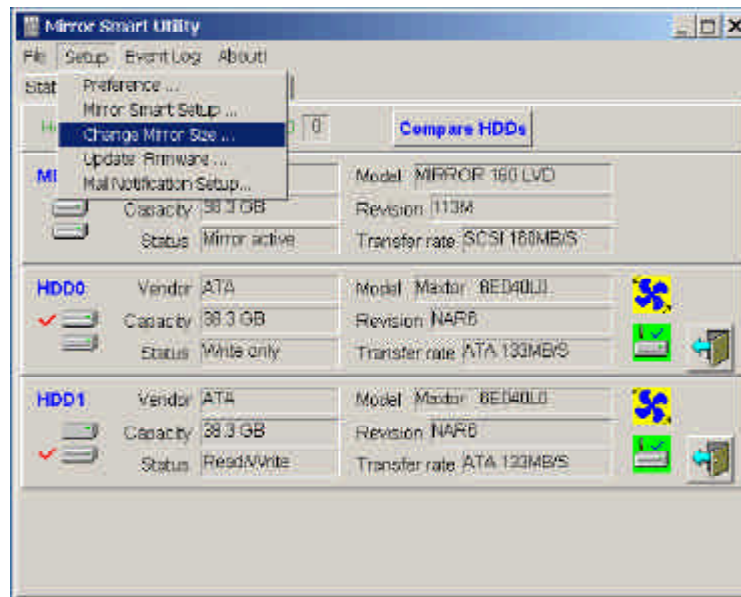 Mirror Smart Utility
File Setup Event Log About!
Stat
Preference ...
Mirror Smart Setup ...
Change Mirror Size ...
Update Firmware ...
Mail Notification Setup...
0 Compare HDDs
Model MIRROR 160 LVD
Capacity 38.3 GB Revision 113M
Status Mirror active Transfer rate SCSI 160MB/S
HDD0 Vendor ATA Model Maxtor 6E040L0
Capacity 38.3 GB Revision NAR6
Status Write only Transfer rate ATA 133MB/S
HDD1 Vendor ATA Model Maxtor 6E040L0
Capacity 38.3 GB Revision NAR6
Status Read/Write Transfer rate ATA 133MB/S